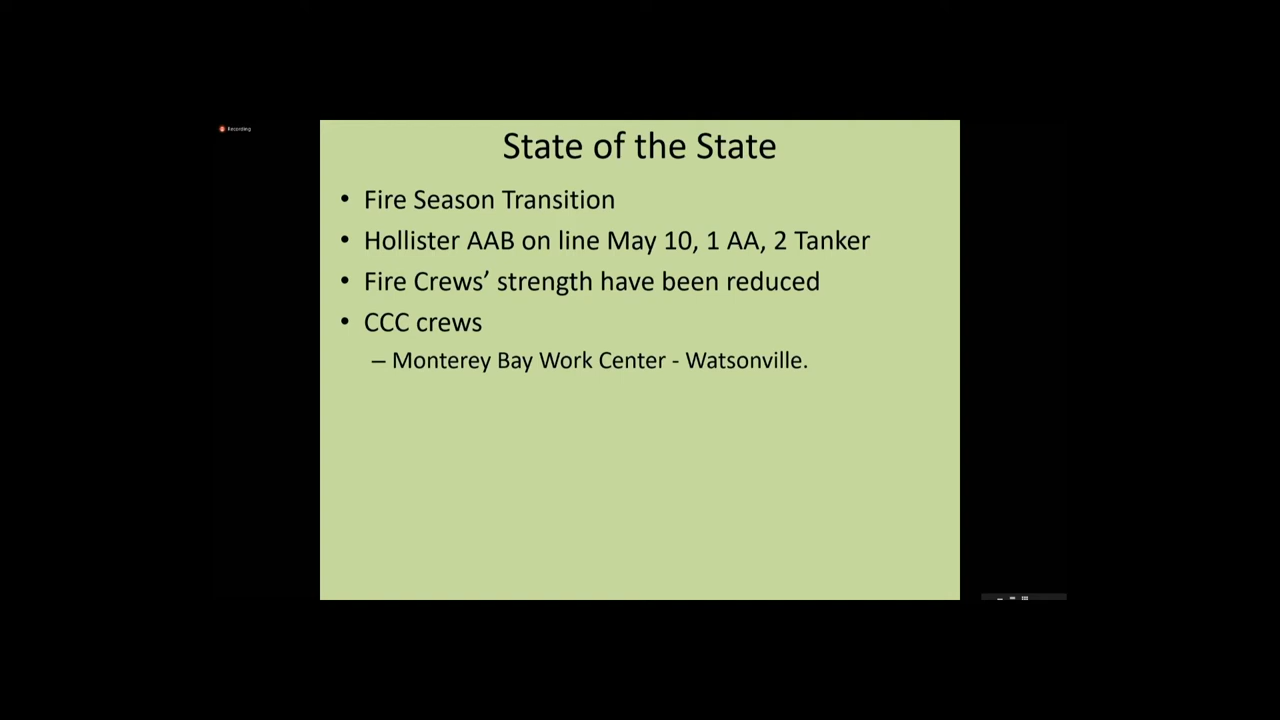 Recording
State of the State
• Fire Season Transition
• Hollister AAB on line May 10, 1 AA, 2 Tanker
• Fire Crews’ strength have been reduced
• CCC crews
– Monterey Bay Work Center - Watsonville.